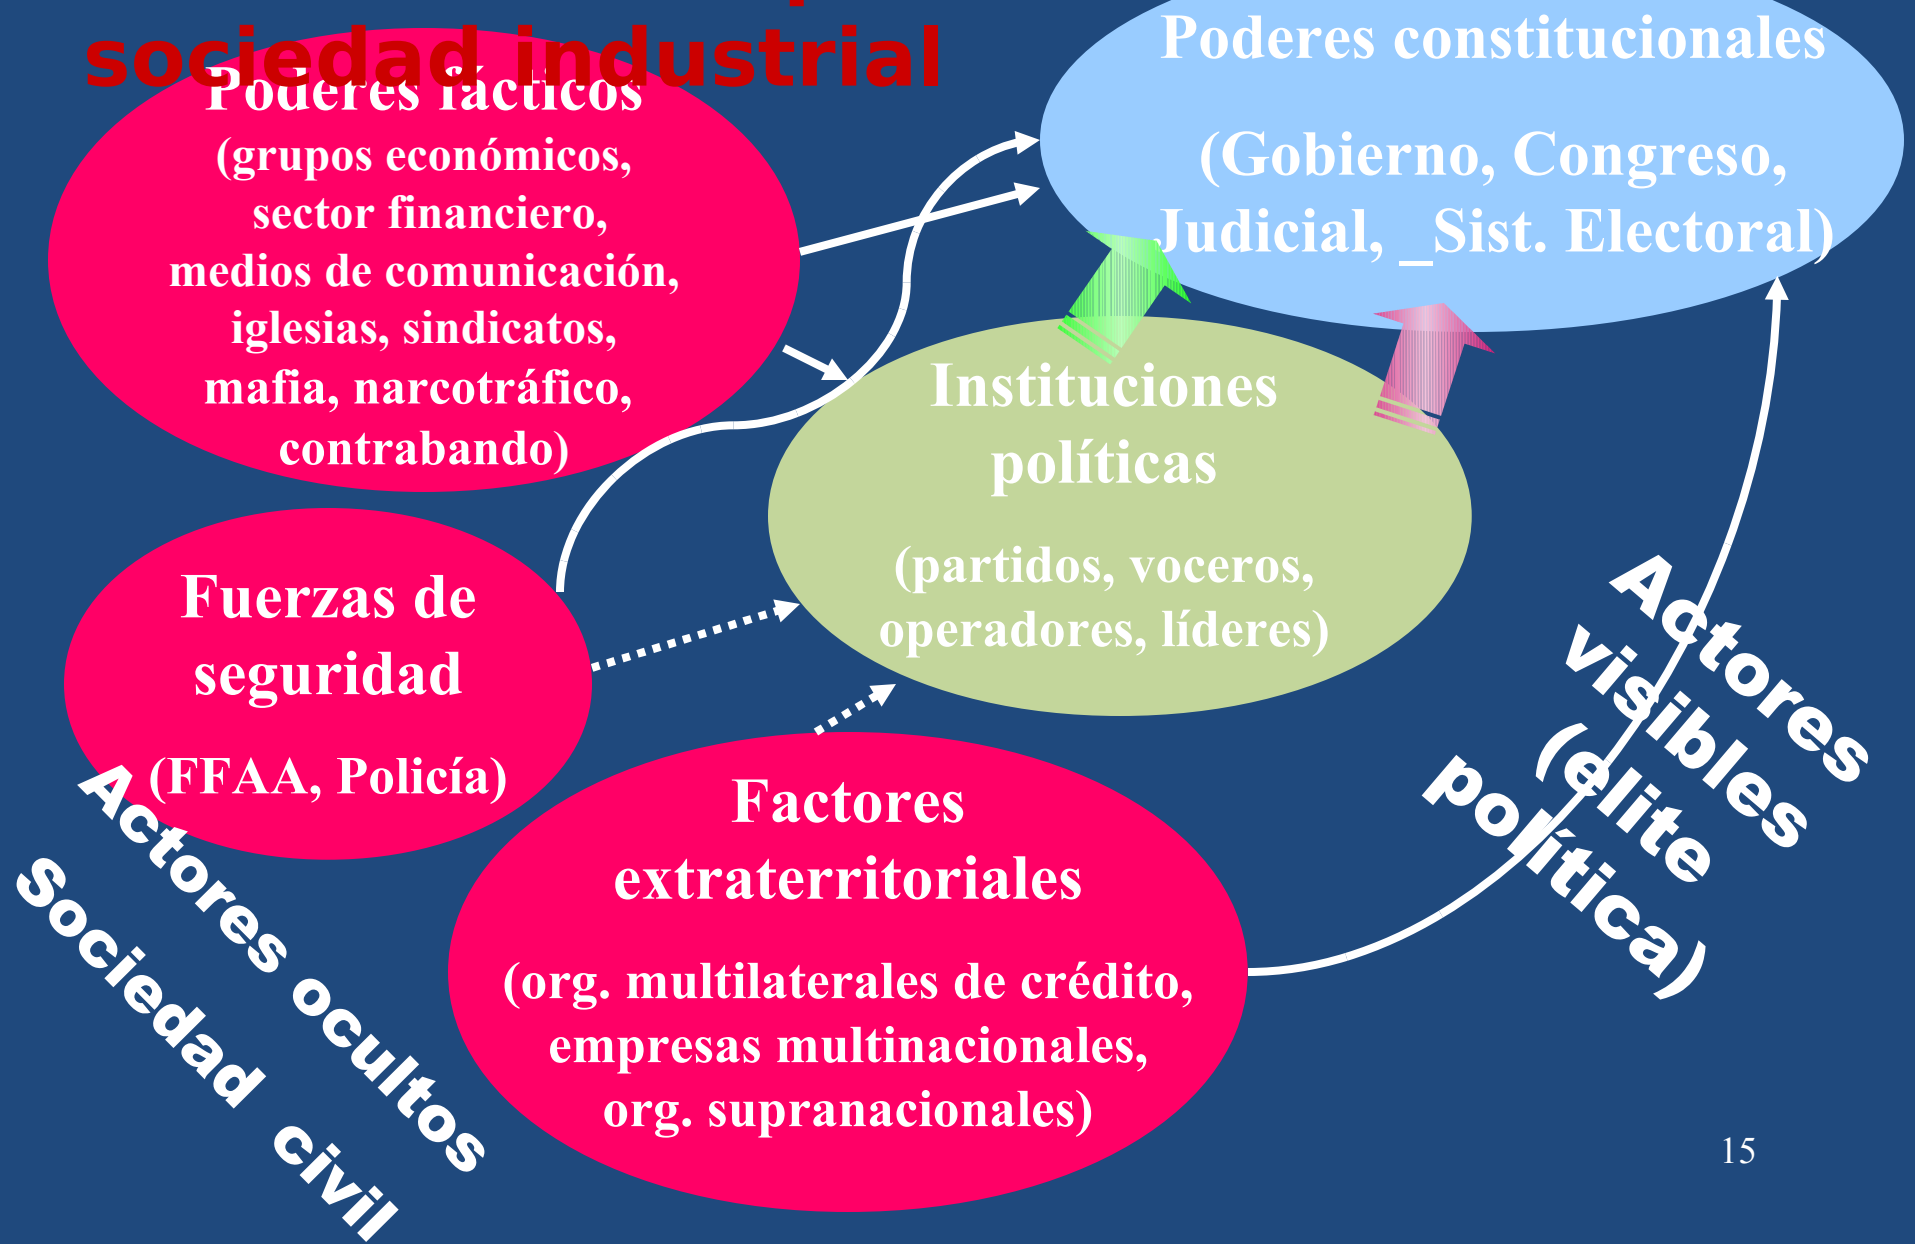 sociedad industrial
Poderes fácticos
(grupos económicos,
sector financiero,
medios de comunicación,
iglesias, sindicatos,
mafia, narcotráfico,
contrabando)
Poderes constitucionales
(Gobierno, Congreso,
Judicial, _Sist. Electoral)
Instituciones
políticas
(partidos, voceros,
operadores, líderes)
Fuerzas de
seguridad
(FFAA, Policía)
Factores
extraterritoriales
(org. multilaterales de crédito,
empresas multinacionales,
org. supranacionales)
Actores
visibles
(elite
política)
Actores ocultos
Sociedad civil
15